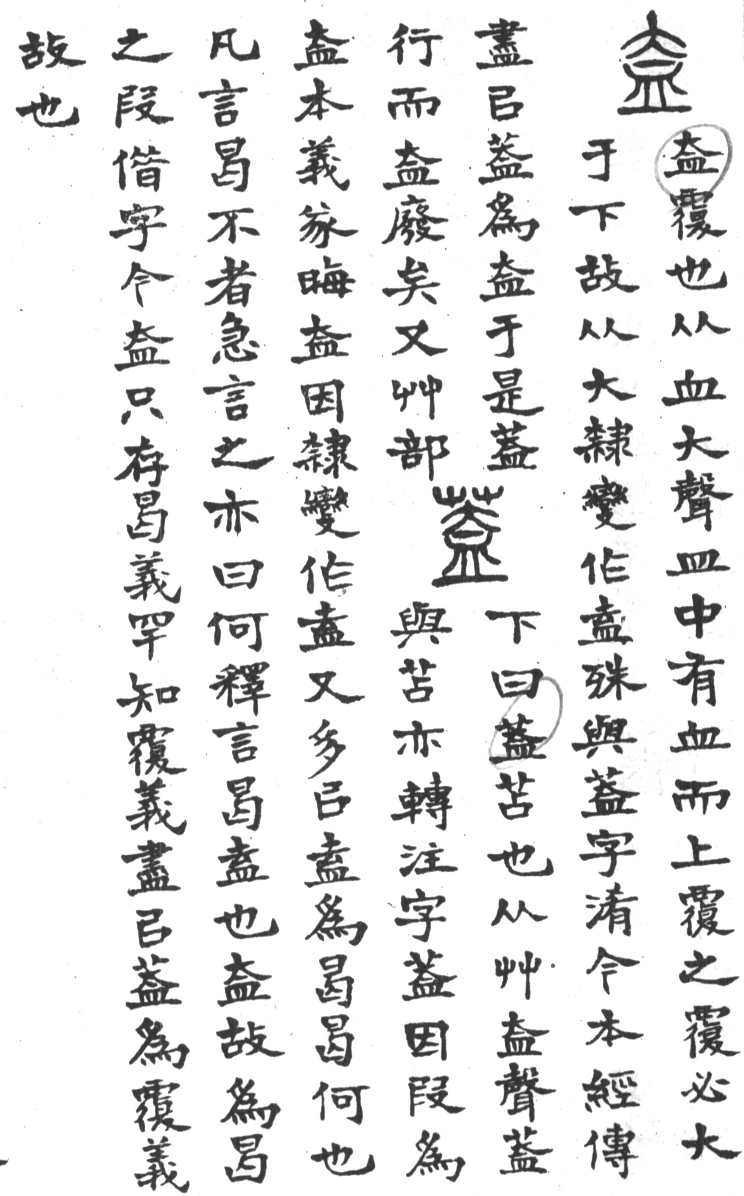 盇
盇覆也从血大聲皿中有血而上覆之覆必大
于下故从大隸變作盍殊與蓋字淆今本經傳
盡㠯蓋爲盇于是蓋
行而盇廢矣又艸部
蓋
下曰蓋苫也从艸盇聲蓋
與苫亦轉注字蓋因叚爲
盇本義㒸晦盇因隸變作盍又多㠯盍爲曷曷何也
凡言曷不者急言之亦曰何釋言曷盍也盇故爲曷
之叚借字今盇只存曷義罕知覆義盡㠯蓋爲覆義
故也